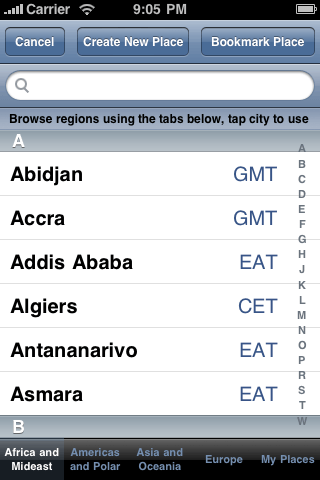 Carrier 9:05 PM
Cancel Create New Place Bookmark Place
Browse regions using the tabs below, tap city to use
A
Abidjan GMT
Accra GMT
Addis Ababa EAT
Algiers CET
Antananarivo EAT
Asmara EAT
B
A
B
C
D
E
F
G
H
J
K
L
M
N
O
P
R
S
T
W
Africa and Mideast
Americas and Polar
Asia and Oceania
Europe
My Places